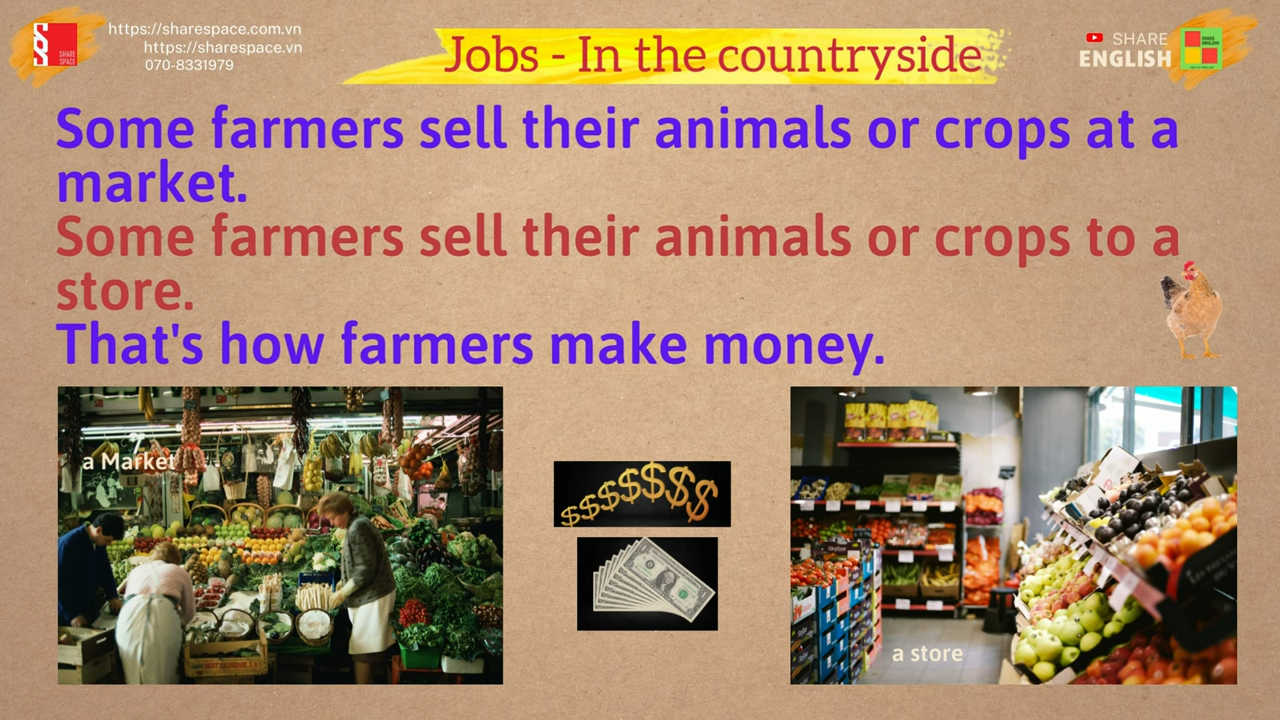 https://sharespace.com.vn
https://sharespace.vn
070-8331979
SHARE
SPACE
Jobs - In the countryside
SHARE
ENGLISH
Some farmers sell their animals or crops at a
market.
Some farmers sell their animals or crops to a
store.
That's how farmers make money.
a Market
$$$$$$$
a store